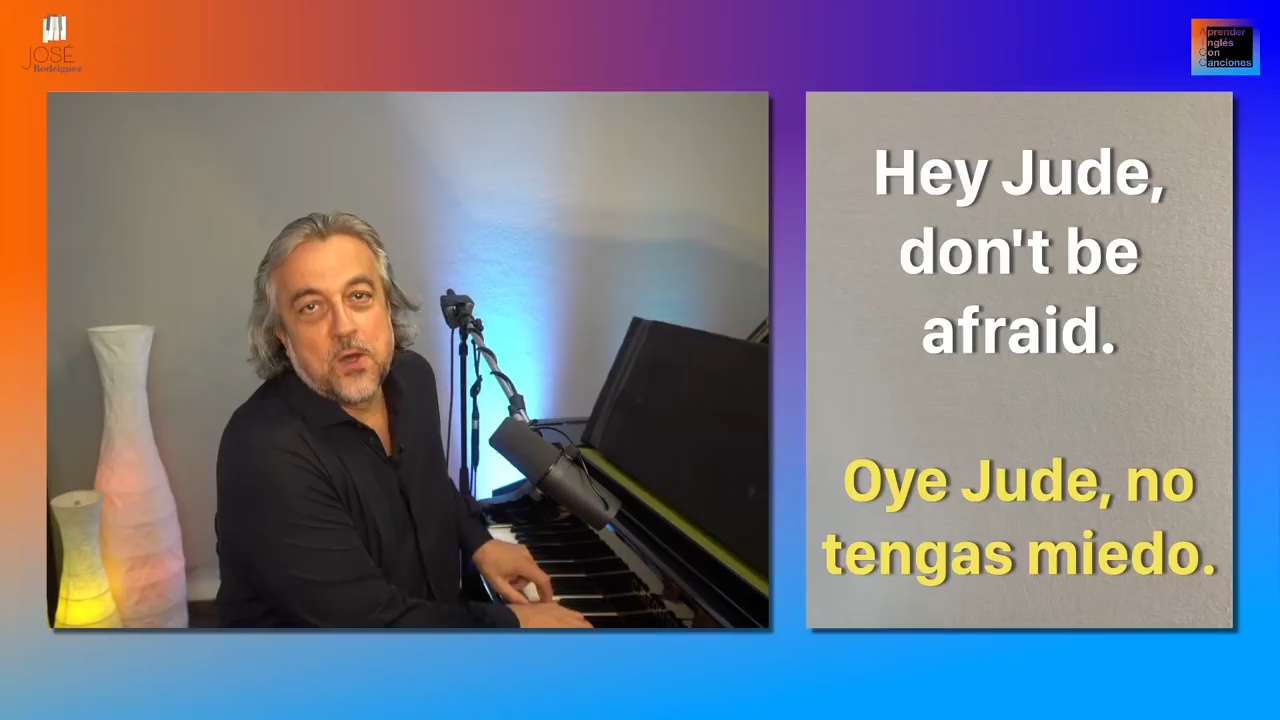 JOSÉ
Rodríguez
Aprender
Inglés
Con
Canciones
Hey Jude,
don't be
afraid.
Oye Jude, no
tengas miedo.